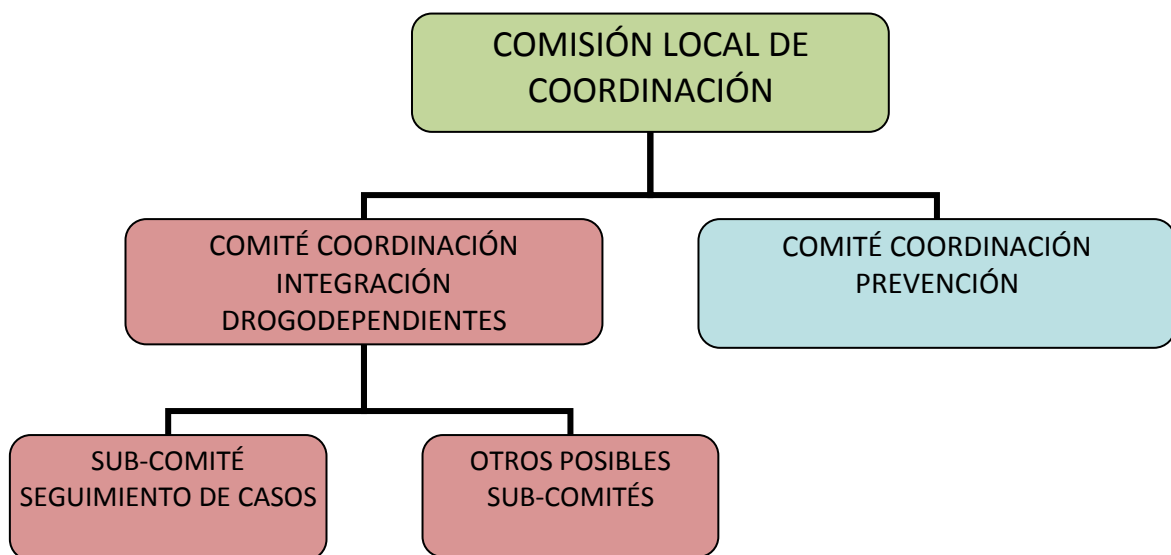 COMISIÓN LOCAL DE
COORDINACIÓN
COMITÉ COORDINACIÓN
INTEGRACIÓN
DROGODEPENDIENTES
COMITÉ COORDINACIÓN
PREVENCIÓN
SUB-COMITÉ
SEGUIMIENTO DE CASOS
OTROS POSIBLES
SUB-COMITÉS